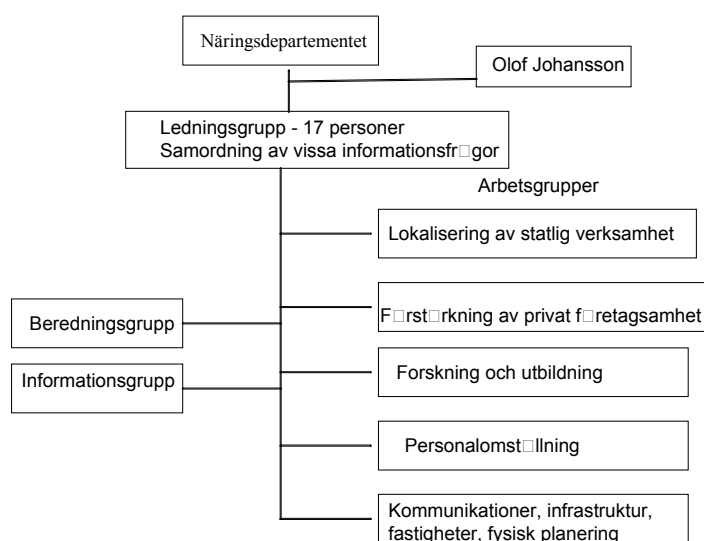 Näringsdepartementet
Olof Johansson
Ledningsgrupp - 17 personer
Samordning av vissa informationsfr□gor
Arbetsgrupper
Lokalisering av statlig verksamhet
F□rst□rkning av privat f□retagsamhet
Beredningsgrupp
Informationsgrupp
Forskning och utbildning
Personalomst□llning
Kommunikationer, infrastruktur,
fastigheter, fysisk planering